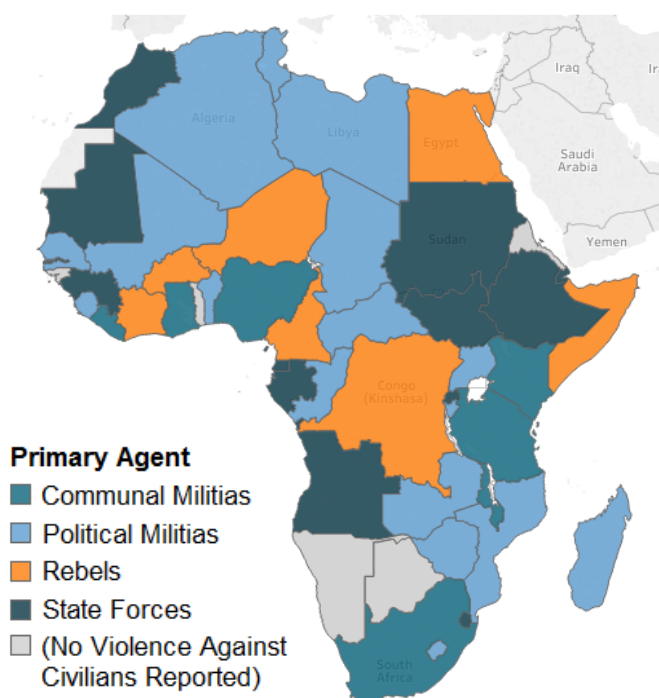 Iraq
Ira
Algeria
Libya
Egypt
Saudi
Arabia
Sudan
Yemen
Congo
(Kinshasa)
South
Africa
Primary Agent
Communal Militias
Political Militias
Rebels
State Forces
(No Violence Against
Civilians Reported)